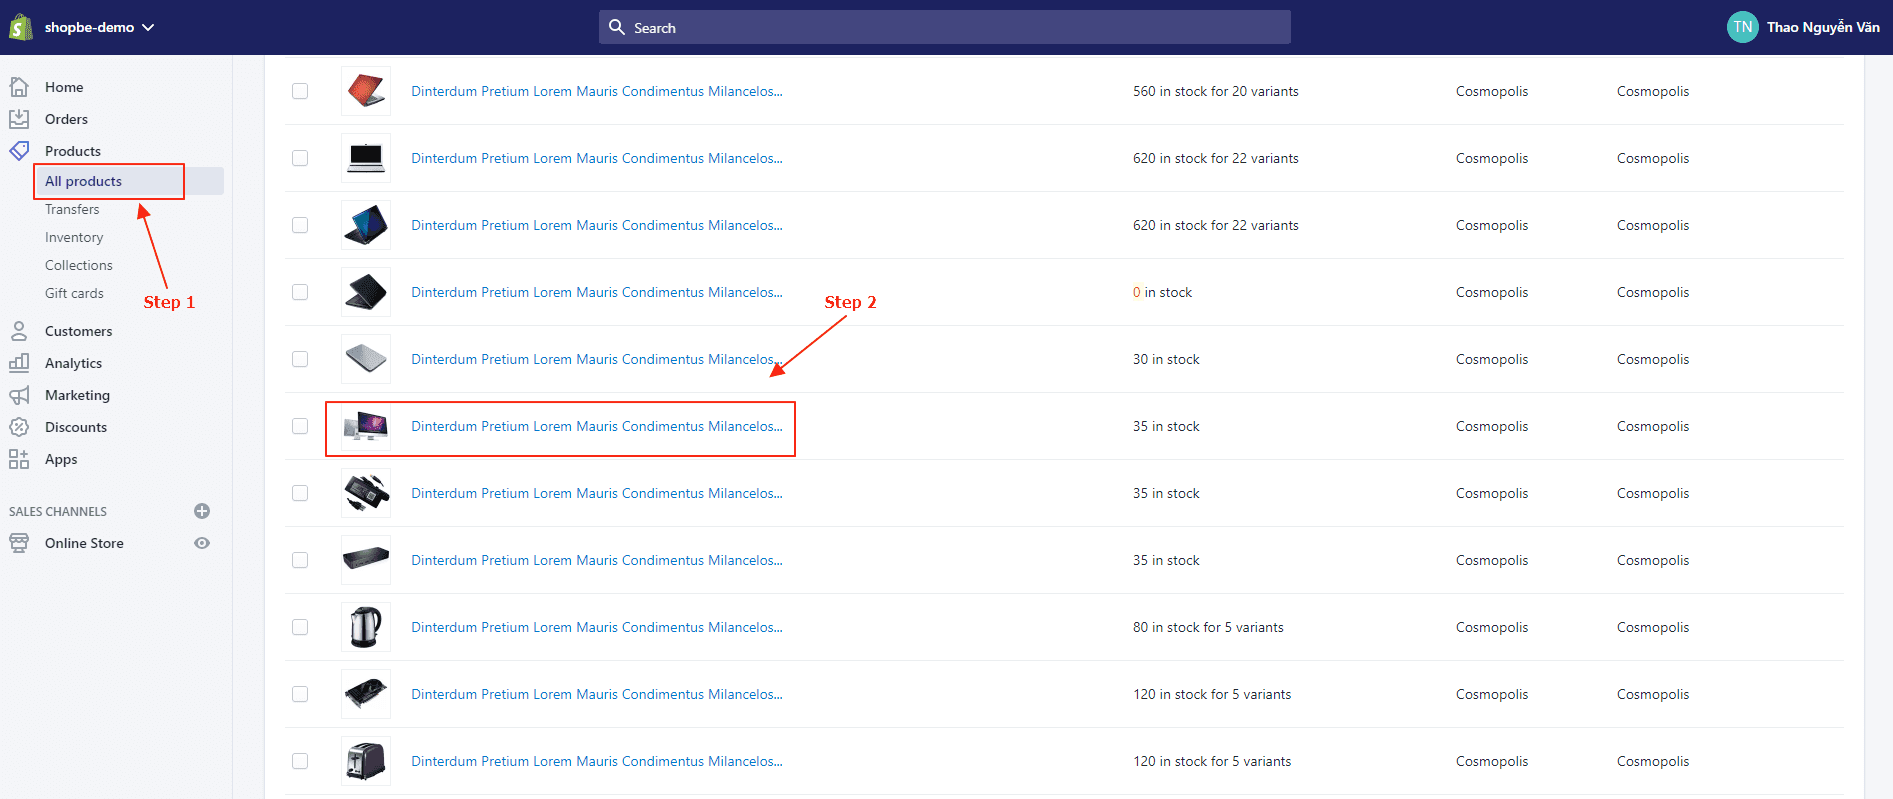 shopbe-demo
Search
TN
Thao Nguyễn Văn
Home
Orders
Products
All products
Transfers
Inventory
Collections
Gift cards
Step 1
Customers
Analytics
Marketing
Discounts
Apps
SALES CHANNELS
Online Store
Dinterdum Pretium Lorem Mauris Condimentus Milancelos... 560 in stock for 20 variants Cosmopolis Cosmopolis
Dinterdum Pretium Lorem Mauris Condimentus Milancelos... 620 in stock for 22 variants Cosmopolis Cosmopolis
Dinterdum Pretium Lorem Mauris Condimentus Milancelos... 620 in stock for 22 variants Cosmopolis Cosmopolis
Dinterdum Pretium Lorem Mauris Condimentus Milancelos... 0 in stock Cosmopolis Cosmopolis
Step 2
Dinterdum Pretium Lorem Mauris Condimentus Milancelos... 30 in stock Cosmopolis Cosmopolis
Dinterdum Pretium Lorem Mauris Condimentus Milancelos... 35 in stock Cosmopolis Cosmopolis
Dinterdum Pretium Lorem Mauris Condimentus Milancelos... 35 in stock Cosmopolis Cosmopolis
Dinterdum Pretium Lorem Mauris Condimentus Milancelos... 35 in stock Cosmopolis Cosmopolis
Dinterdum Pretium Lorem Mauris Condimentus Milancelos... 80 in stock for 5 variants Cosmopolis Cosmopolis
Dinterdum Pretium Lorem Mauris Condimentus Milancelos... 120 in stock for 5 variants Cosmopolis Cosmopolis
Dinterdum Pretium Lorem Mauris Condimentus Milancelos... 120 in stock for 5 variants Cosmopolis Cosmopolis